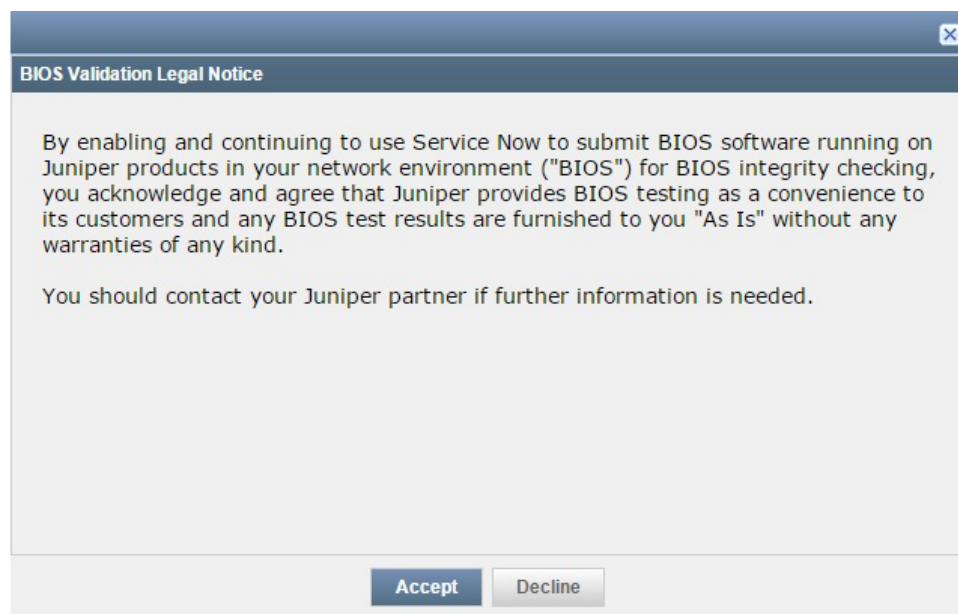 BIOS Validation Legal Notice
By enabling and continuing to use Service Now to submit BIOS software running on
Juniper products in your network environment ("BIOS") for BIOS integrity checking,
you acknowledge and agree that Juniper provides BIOS testing as a convenience to
its customers and any BIOS test results are furnished to you "As Is" without any
warranties of any kind.
You should contact your Juniper partner if further information is needed.
Accept Decline